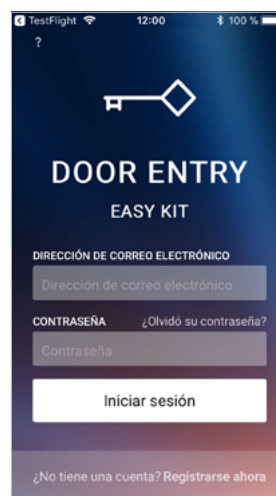 TestFlight 12:00 100 %
?
DOOR ENTRY
EASY KIT
DIRECCIÓN DE CORREO ELECTRÓNICO
Dirección de correo electrónico
CONTRASEÑA ¿Olvidó su contraseña?
Contraseña
Iniciar sesión
¿No tiene una cuenta? Registrarse ahora